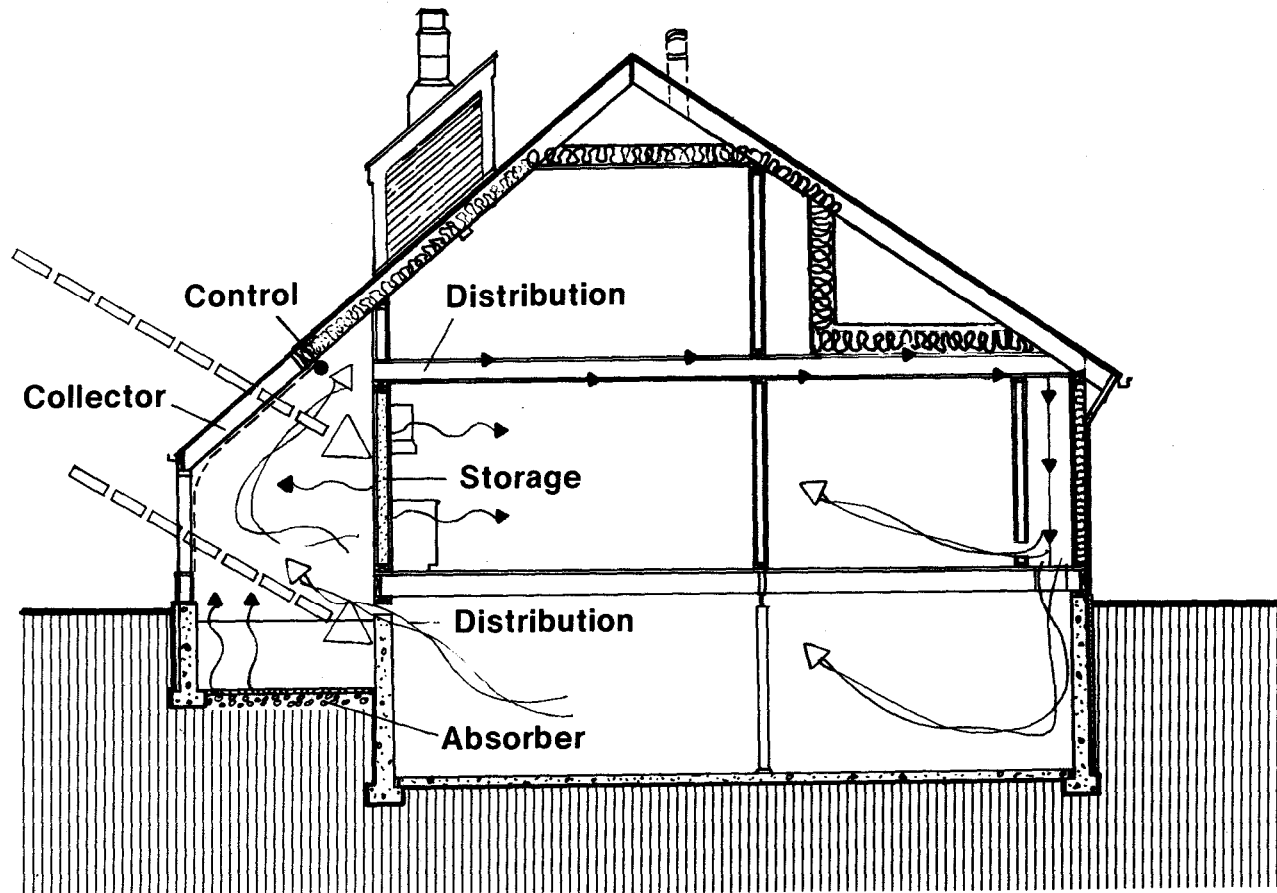 Control
Distribution
Collector
Storage
Distribution
Absorber